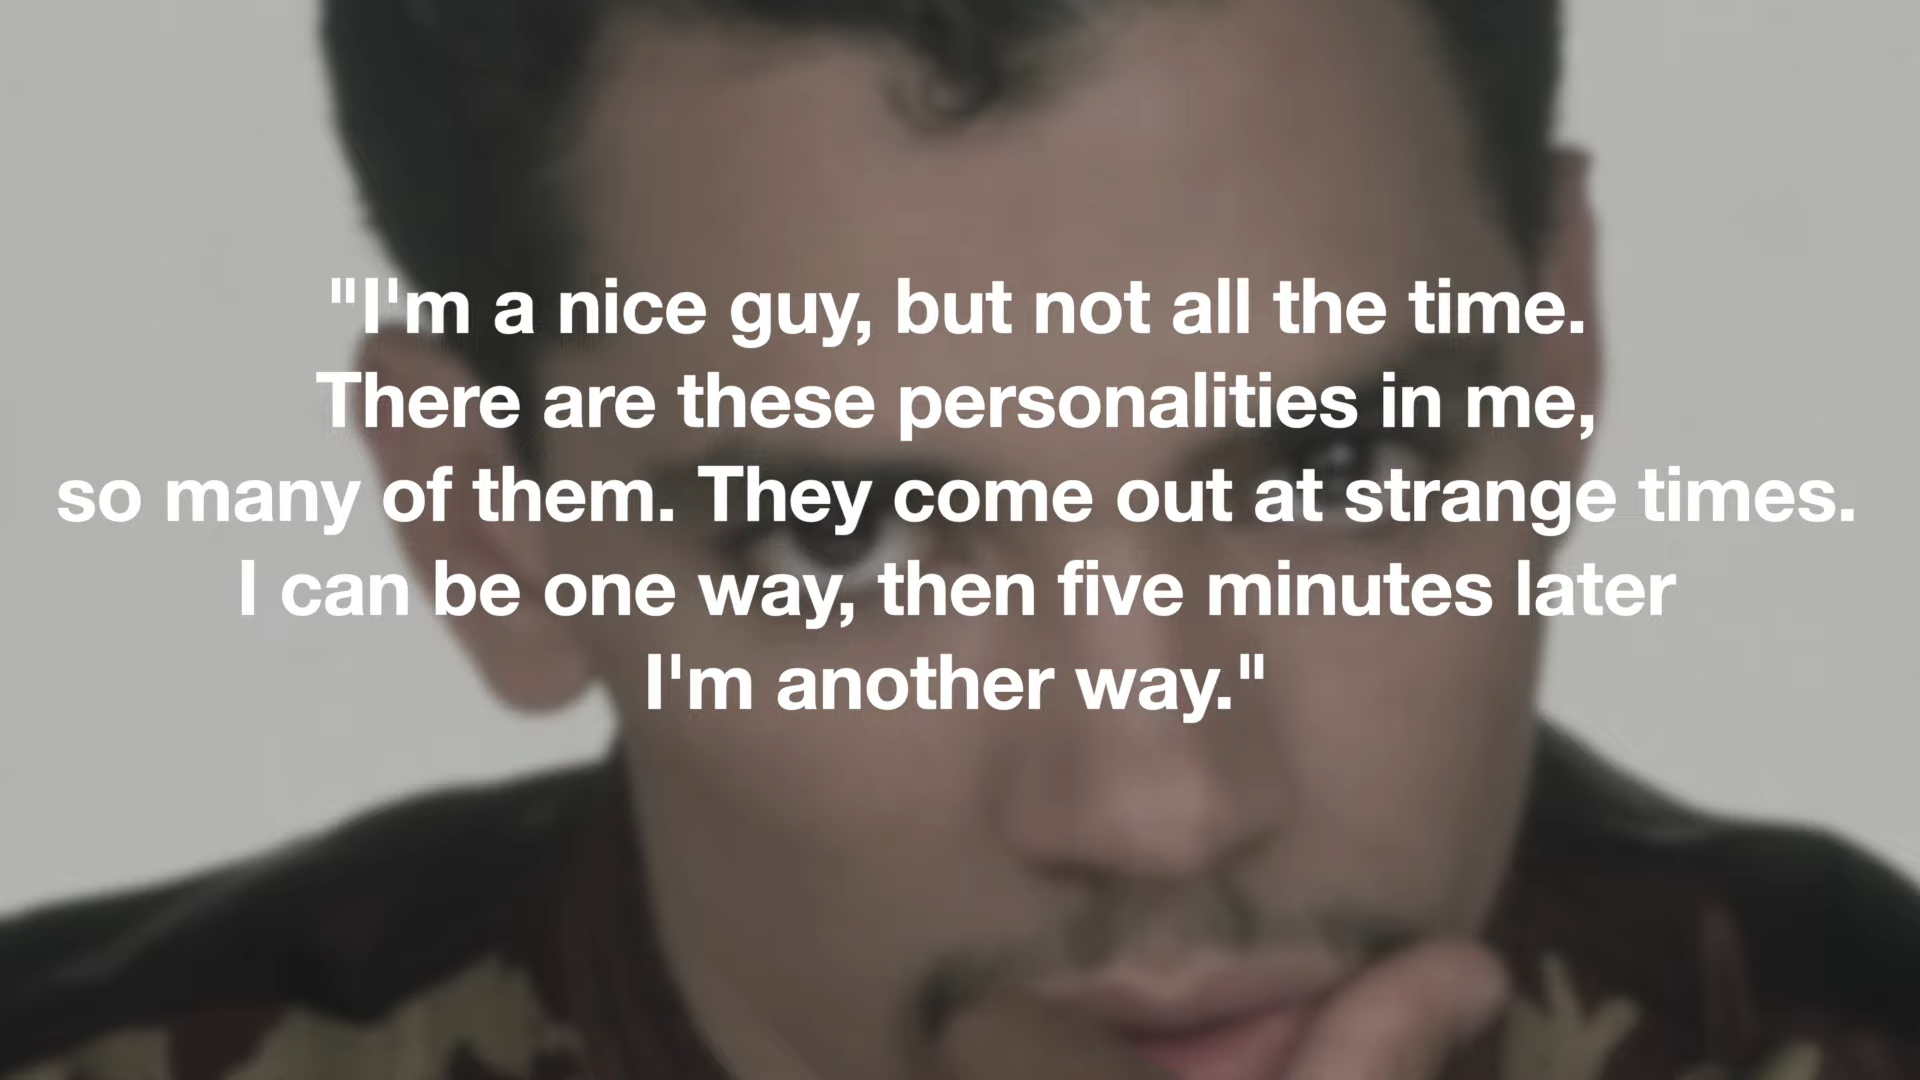 "I'm a nice guy, but not all the time.
There are these personalities in me,
so many of them. They come out at strange times.
I can be one way, then five minutes later
I'm another way."